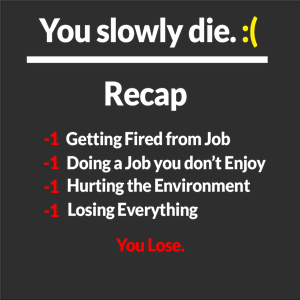 You slowly die. :(
Recap
-1 Getting Fired from Job
-1 Doing a Job you don't Enjoy
-1 Hurting the Environment
-1 Losing Everything
You Lose.